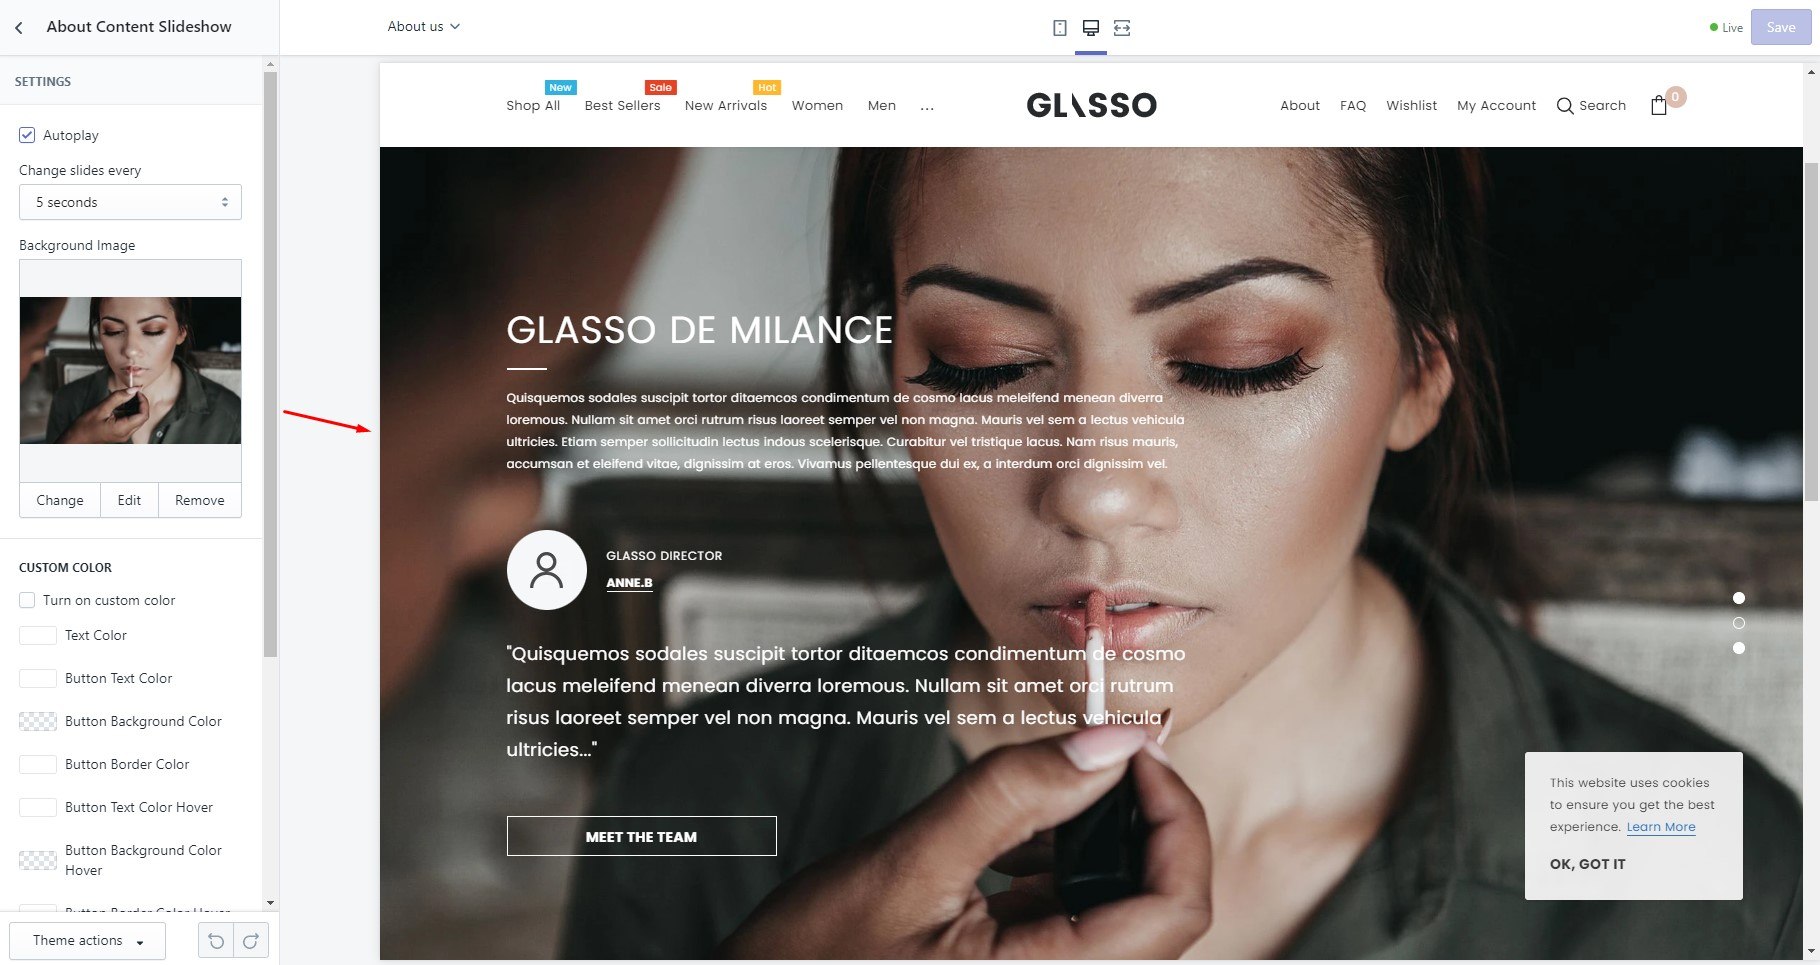 About Content Slideshow
SETTINGS
Autoplay
Change slides every
5 seconds
Background Image
Change Edit Remove
CUSTOM COLOR
Turn on custom color
Text Color
Button Text Color
Button Background Color
Button Border Color
Button Text Color Hover
Button Background Color
Hover
Button Border Color Hover
Theme actions
About us
Live
Save
New Sale Hot
Shop All Best Sellers New Arrivals Women Men ...
GLASSO
About FAQ Wishlist My Account Search 0
GLASSO DE MILANCE
Quisquemos sodales suscipit tortor ditaemcos condimentum de cosmo lacus meleifend menean diverra
loremous. Nullam sit amet orci rutrum risus laoreet semper vel non magna. Mauris vel sem a lectus vehicula
ultricies. Etiam semper sollicitudin lectus indous scelerisque. Curabitur vel tristique lacus. Nam risus mauris,
accumsan et eleifend vitae, dignissim at eros. Vivamus pellentesque dui ex, a interdum orci dignissim vel.
GLASSO DIRECTOR
ANNE.B
"Quisquemos sodales suscipit tortor ditaemcos condimentum de cosmo
lacus meleifend menean diverra loremous. Nullam sit amet orci rutrum
risus laoreet semper vel non magna. Mauris vel sem a lectus vehicula
ultricies..."
MEET THE TEAM
This website uses cookies
to ensure you get the best
experience. Learn More
OK, GOT IT